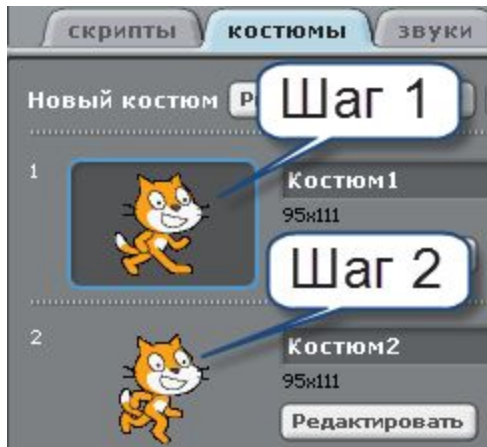 скрипты костюмы звуки
Новый костюм
Шаг 1
1
Костюм1
95x111
Шаг 2
2
Костюм2
95x111
Редактировать